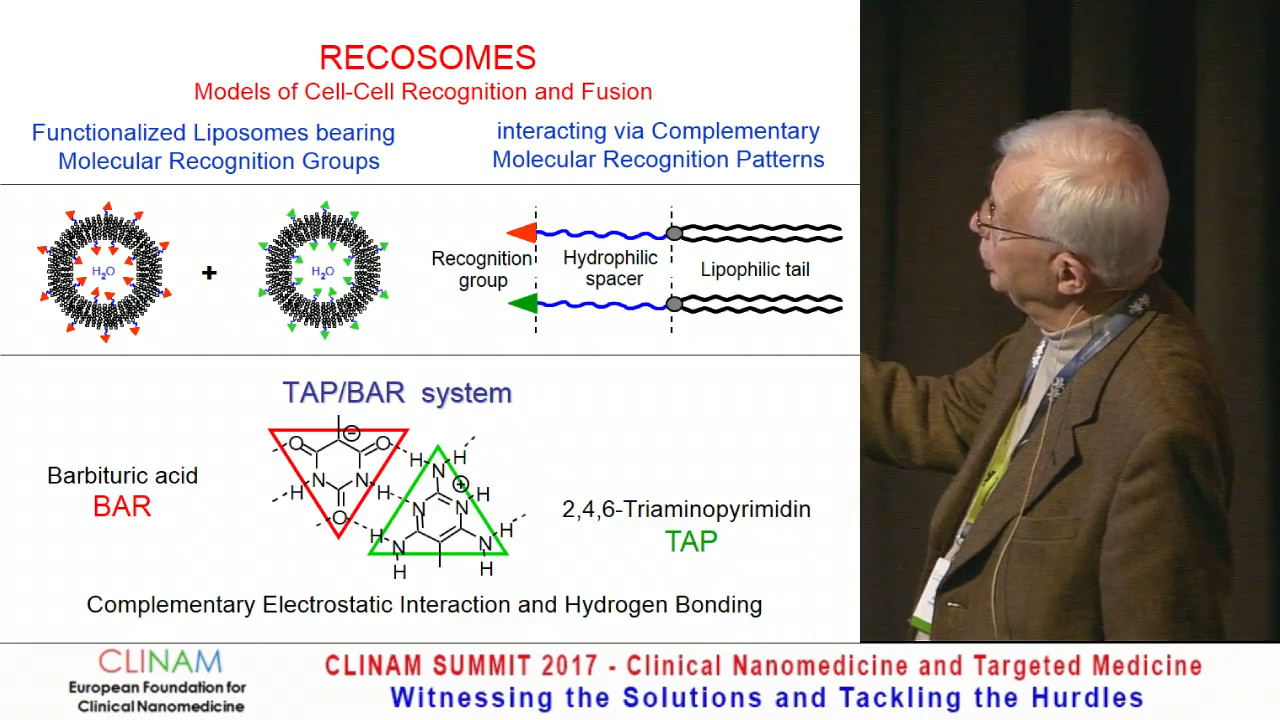 RECOSOMES
Models of Cell-Cell Recognition and Fusion
Functionalized Liposomes bearing
Molecular Recognition Groups
interacting via Complementary
Molecular Recognition Patterns
H₂O
+
H₂O
Recognition
group
Hydrophilic
spacer
Lipophilic tail
TAP/BAR system
Barbituric acid
BAR
O
O
N
N
H
H
O
H
H
N
H
N
N
H
H
N
N
H
H
2,4,6-Triaminopyrimidin
TAP
Complementary Electrostatic Interaction and Hydrogen Bonding
CLINAM
European Foundation for
Clinical Nanomedicine
CLINAM SUMMIT 2017 - Clinical Nanomedicine and Targeted Medicine
Witnessing the Solutions and Tackling the Hurdles